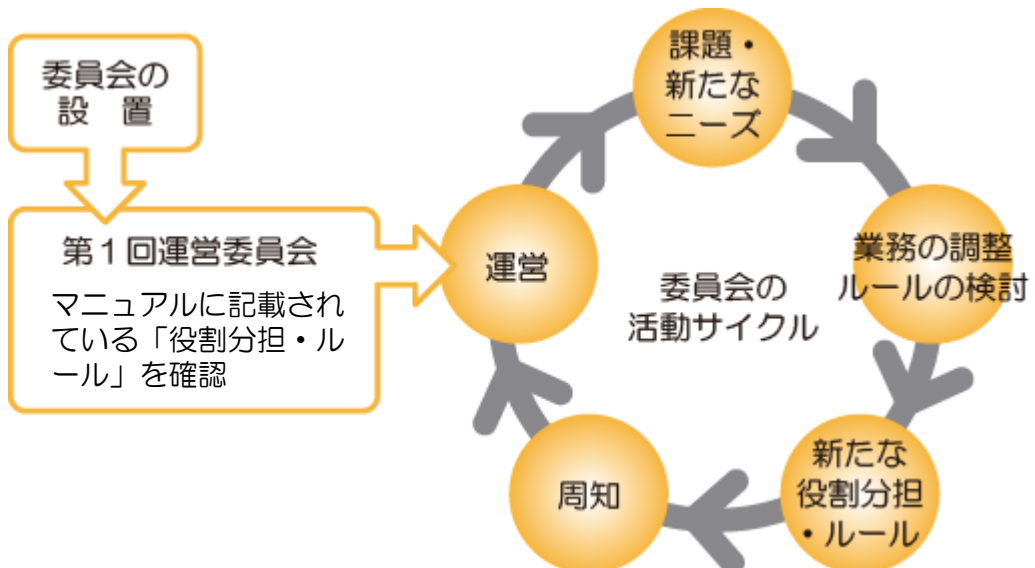 委員会の
設　置
第１回運営委員会
マニュアルに記載され
ている「役割分担・ル
ール」を確認
運営
課題・
新たな
ニーズ
業務の調整
ルールの検討
新たな
役割分担
・ルール
周知
委員会の
活動サイクル